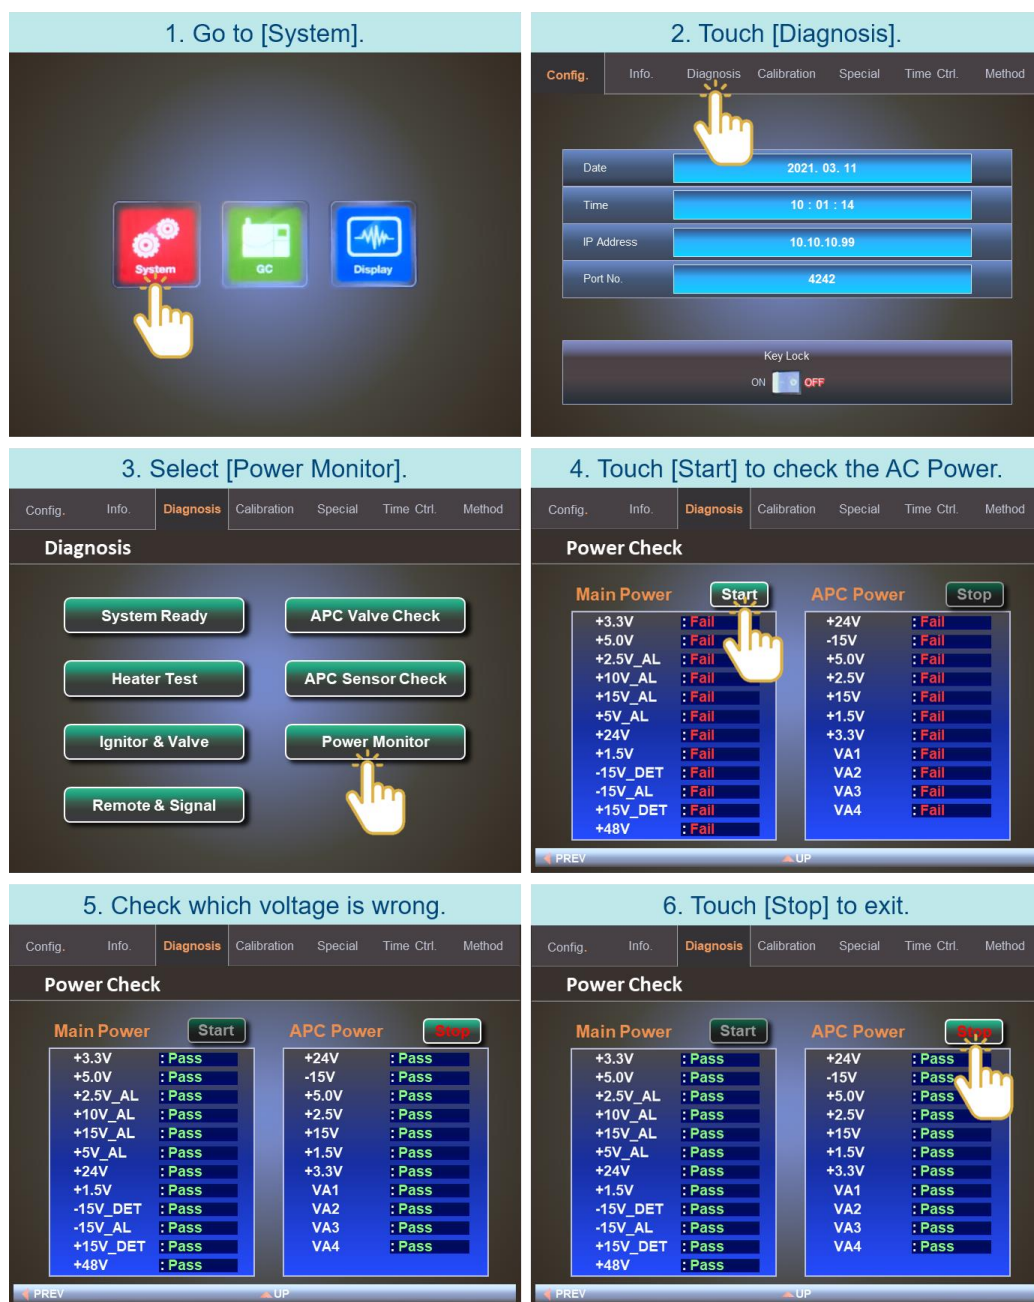 1. Go to [System].
System
GC
Display
2. Touch [Diagnosis].
Config. Info. Diagnosis Calibration Special Time Ctrl. Method
Date 2021. 03. 11
Time 10 : 01 : 14
IP Address 10.10.10.99
Port No. 4242
Key Lock
ON OFF
3. Select [Power Monitor].
Config. Info. Diagnosis Calibration Special Time Ctrl. Method
Diagnosis
System Ready APC Valve Check
Heater Test APC Sensor Check
Ignitor & Valve Power Monitor
Remote & Signal
4. Touch [Start] to check the AC Power.
Config. Info. Diagnosis Calibration Special Time Ctrl. Method
Power Check
Main Power Start APC Power Stop
+3.3V : Fail +24V : Fail
+5.0V : Fail -15V : Fail
+2.5V_AL : Fail +5.0V : Fail
+10V_AL : Fail +2.5V : Fail
+15V_AL : Fail +15V : Fail
+5V_AL : Fail +1.5V : Fail
+24V : Fail +3.3V : Fail
+1.5V : Fail VA1 : Fail
-15V_DET : Fail VA2 : Fail
-15V_AL : Fail VA3 : Fail
+15V_DET : Fail VA4 : Fail
+48V : Fail
PREV UP
5. Check which voltage is wrong.
Config. Info. Diagnosis Calibration Special Time Ctrl. Method
Power Check
Main Power Start APC Power Stop
+3.3V : Pass +24V : Pass
+5.0V : Pass -15V : Pass
+2.5V_AL : Pass +5.0V : Pass
+10V_AL : Pass +2.5V : Pass
+15V_AL : Pass +15V : Pass
+5V_AL : Pass +1.5V : Pass
+24V : Pass +3.3V : Pass
+1.5V : Pass VA1 : Pass
-15V_DET : Pass VA2 : Pass
-15V_AL : Pass VA3 : Pass
+15V_DET : Pass VA4 : Pass
+48V : Pass
PREV UP
6. Touch [Stop] to exit.
Config. Info. Diagnosis Calibration Special Time Ctrl. Method
Power Check
Main Power Start APC Power Stop
+3.3V : Pass +24V : Pass
+5.0V : Pass -15V : Pass
+2.5V_AL : Pass +5.0V : Pass
+10V_AL : Pass +2.5V : Pass
+15V_AL : Pass +15V : Pass
+5V_AL : Pass +1.5V : Pass
+24V : Pass +3.3V : Pass
+1.5V : Pass VA1 : Pass
-15V_DET : Pass VA2 : Pass
-15V_AL : Pass VA3 : Pass
+15V_DET : Pass VA4 : Pass
+48V : Pass
PREV UP